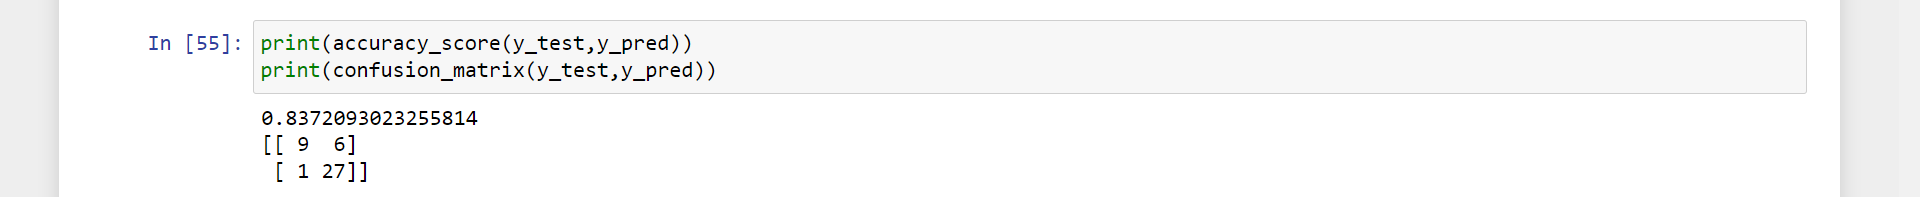 In [55]: print(accuracy_score(y_test,y_pred))
print(confusion_matrix(y_test,y_pred))
0.8372093023255814
[[ 9  6]
 [ 1 27]]